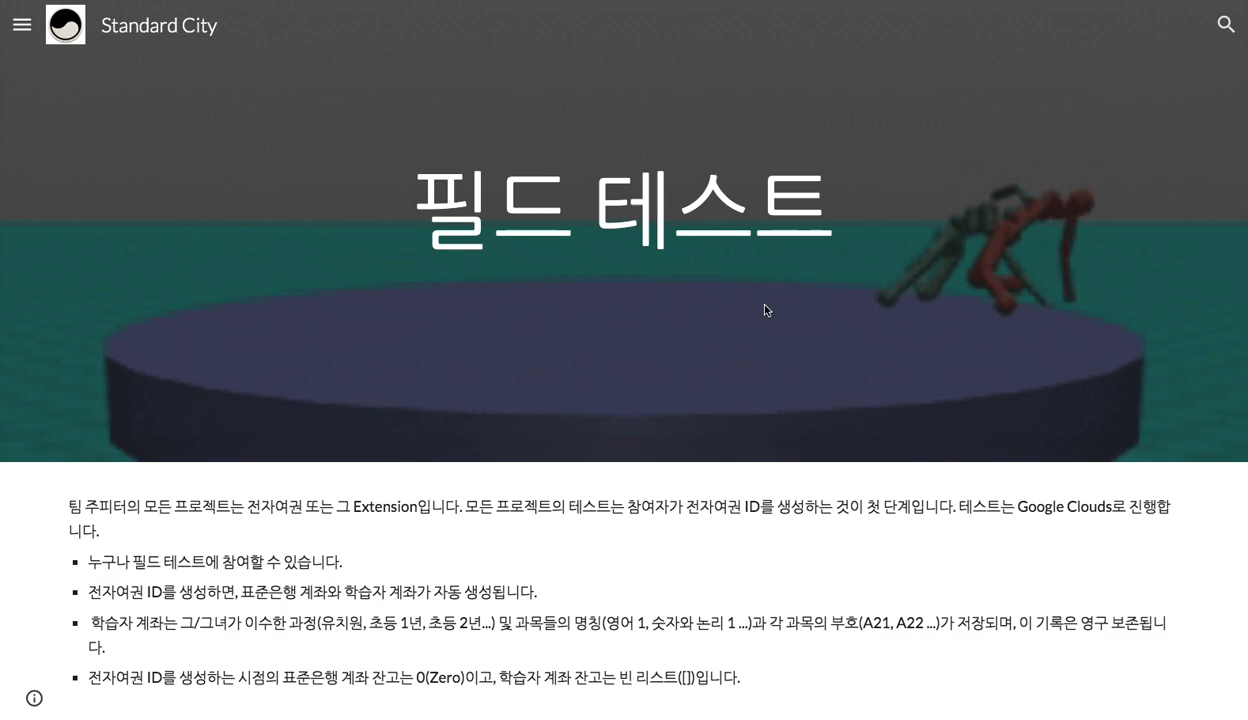 Standard City
필드 테스트
팀 주피터의 모든 프로젝트는 전자여권 또는 그 Extension입니다. 모든 프로젝트의 테스트는 참여자가 전자여권 ID를 생성하는 것이 첫 단계입니다. 테스트는 Google Clouds로 진행합
니다.
▪ 누구나 필드 테스트에 참여할 수 있습니다.
▪ 전자여권 ID를 생성하면, 표준은행 계좌와 학습자 계좌가 자동 생성됩니다.
▪ 학습자 계좌는 그/그녀가 이수한 과정(유치원, 초등 1년, 초등 2년...) 및 과목들의 명칭(영어 1, 숫자와 논리 1 ...)과 각 과목의 부호(A21, A22 ...)가 저장되며, 이 기록은 영구 보존됩니
다.
▪ 전자여권 ID를 생성하는 시점의 표준은행 계좌 잔고는 0(Zero)이고, 학습자 계좌 잔고는 빈 리스트([])입니다.